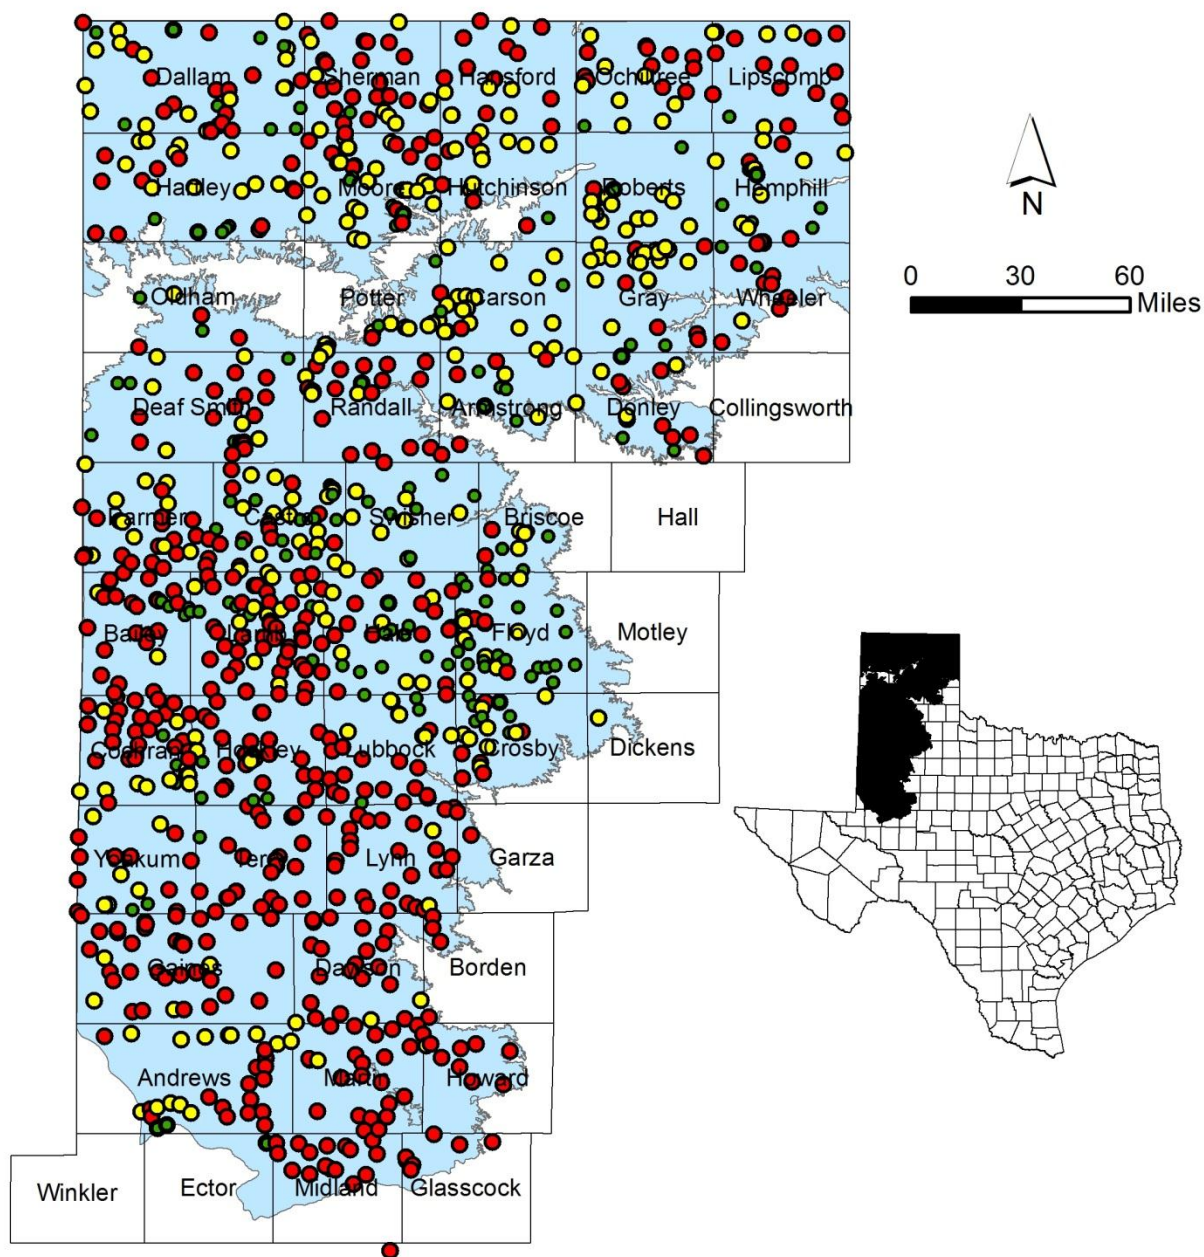 Dallam
Sherman
Hansford
Ochiltree
Lipscomb
Hartley
Moore
Hutchinson
Roberts
Hemphill
N
0
30
60
Miles
Oldham
Potter
Carson
Gray
Wheeler
Deaf Smith
Randall
Armstrong
Donley
Collingsworth
Parmer
Castro
Swisher
Briscoe
Hall
Bailey
Lamb
Hale
Floyd
Motley
Cochran
Hockley
Lubbock
Crosby
Dickens
Yoakum
Terry
Lynn
Garza
Gaines
Dawson
Borden
Andrews
Martin
Howard
Winkler
Ector
Midland
Glasscock